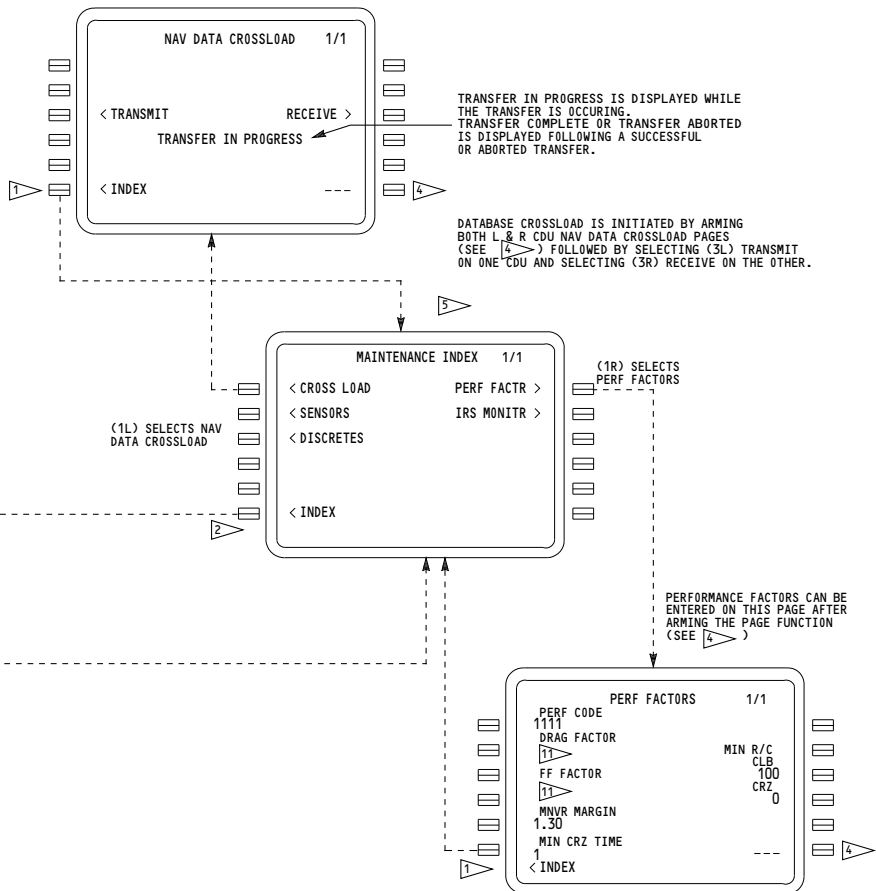 NAV DATA CROSSLOAD 1/1
< TRANSMIT RECEIVE >
TRANSFER IN PROGRESS
1
< INDEX ---
4
TRANSFER IN PROGRESS IS DISPLAYED WHILE
THE TRANSFER IS OCCURING.
TRANSFER COMPLETE OR TRANSFER ABORTED
IS DISPLAYED FOLLOWING A SUCCESSFUL
OR ABORTED TRANSFER.
DATABASE CROSSLOAD IS INITIATED BY ARMING
BOTH L & R CDU NAV DATA CROSSLOAD PAGES
(SEE 4 ) FOLLOWED BY SELECTING (3L) TRANSMIT
ON ONE CDU AND SELECTING (3R) RECEIVE ON THE OTHER.
5
MAINTENANCE INDEX 1/1
< CROSS LOAD PERF FACTR >
< SENSORS IRS MONITR >
< DISCRETES
< INDEX
2
(1L) SELECTS NAV
DATA CROSSLOAD
(1R) SELECTS
PERF FACTORS
PERFORMANCE FACTORS CAN BE
ENTERED ON THIS PAGE AFTER
ARMING THE PAGE FUNCTION
(SEE 4 )
PERF FACTORS 1/1
PERF CODE
1111
DRAG FACTOR
11
MIN R/C
CLB
FF FACTOR
100
11
CRZ
0
MNVR MARGIN
1.30
MIN CRZ TIME
1
---
< INDEX
1
4